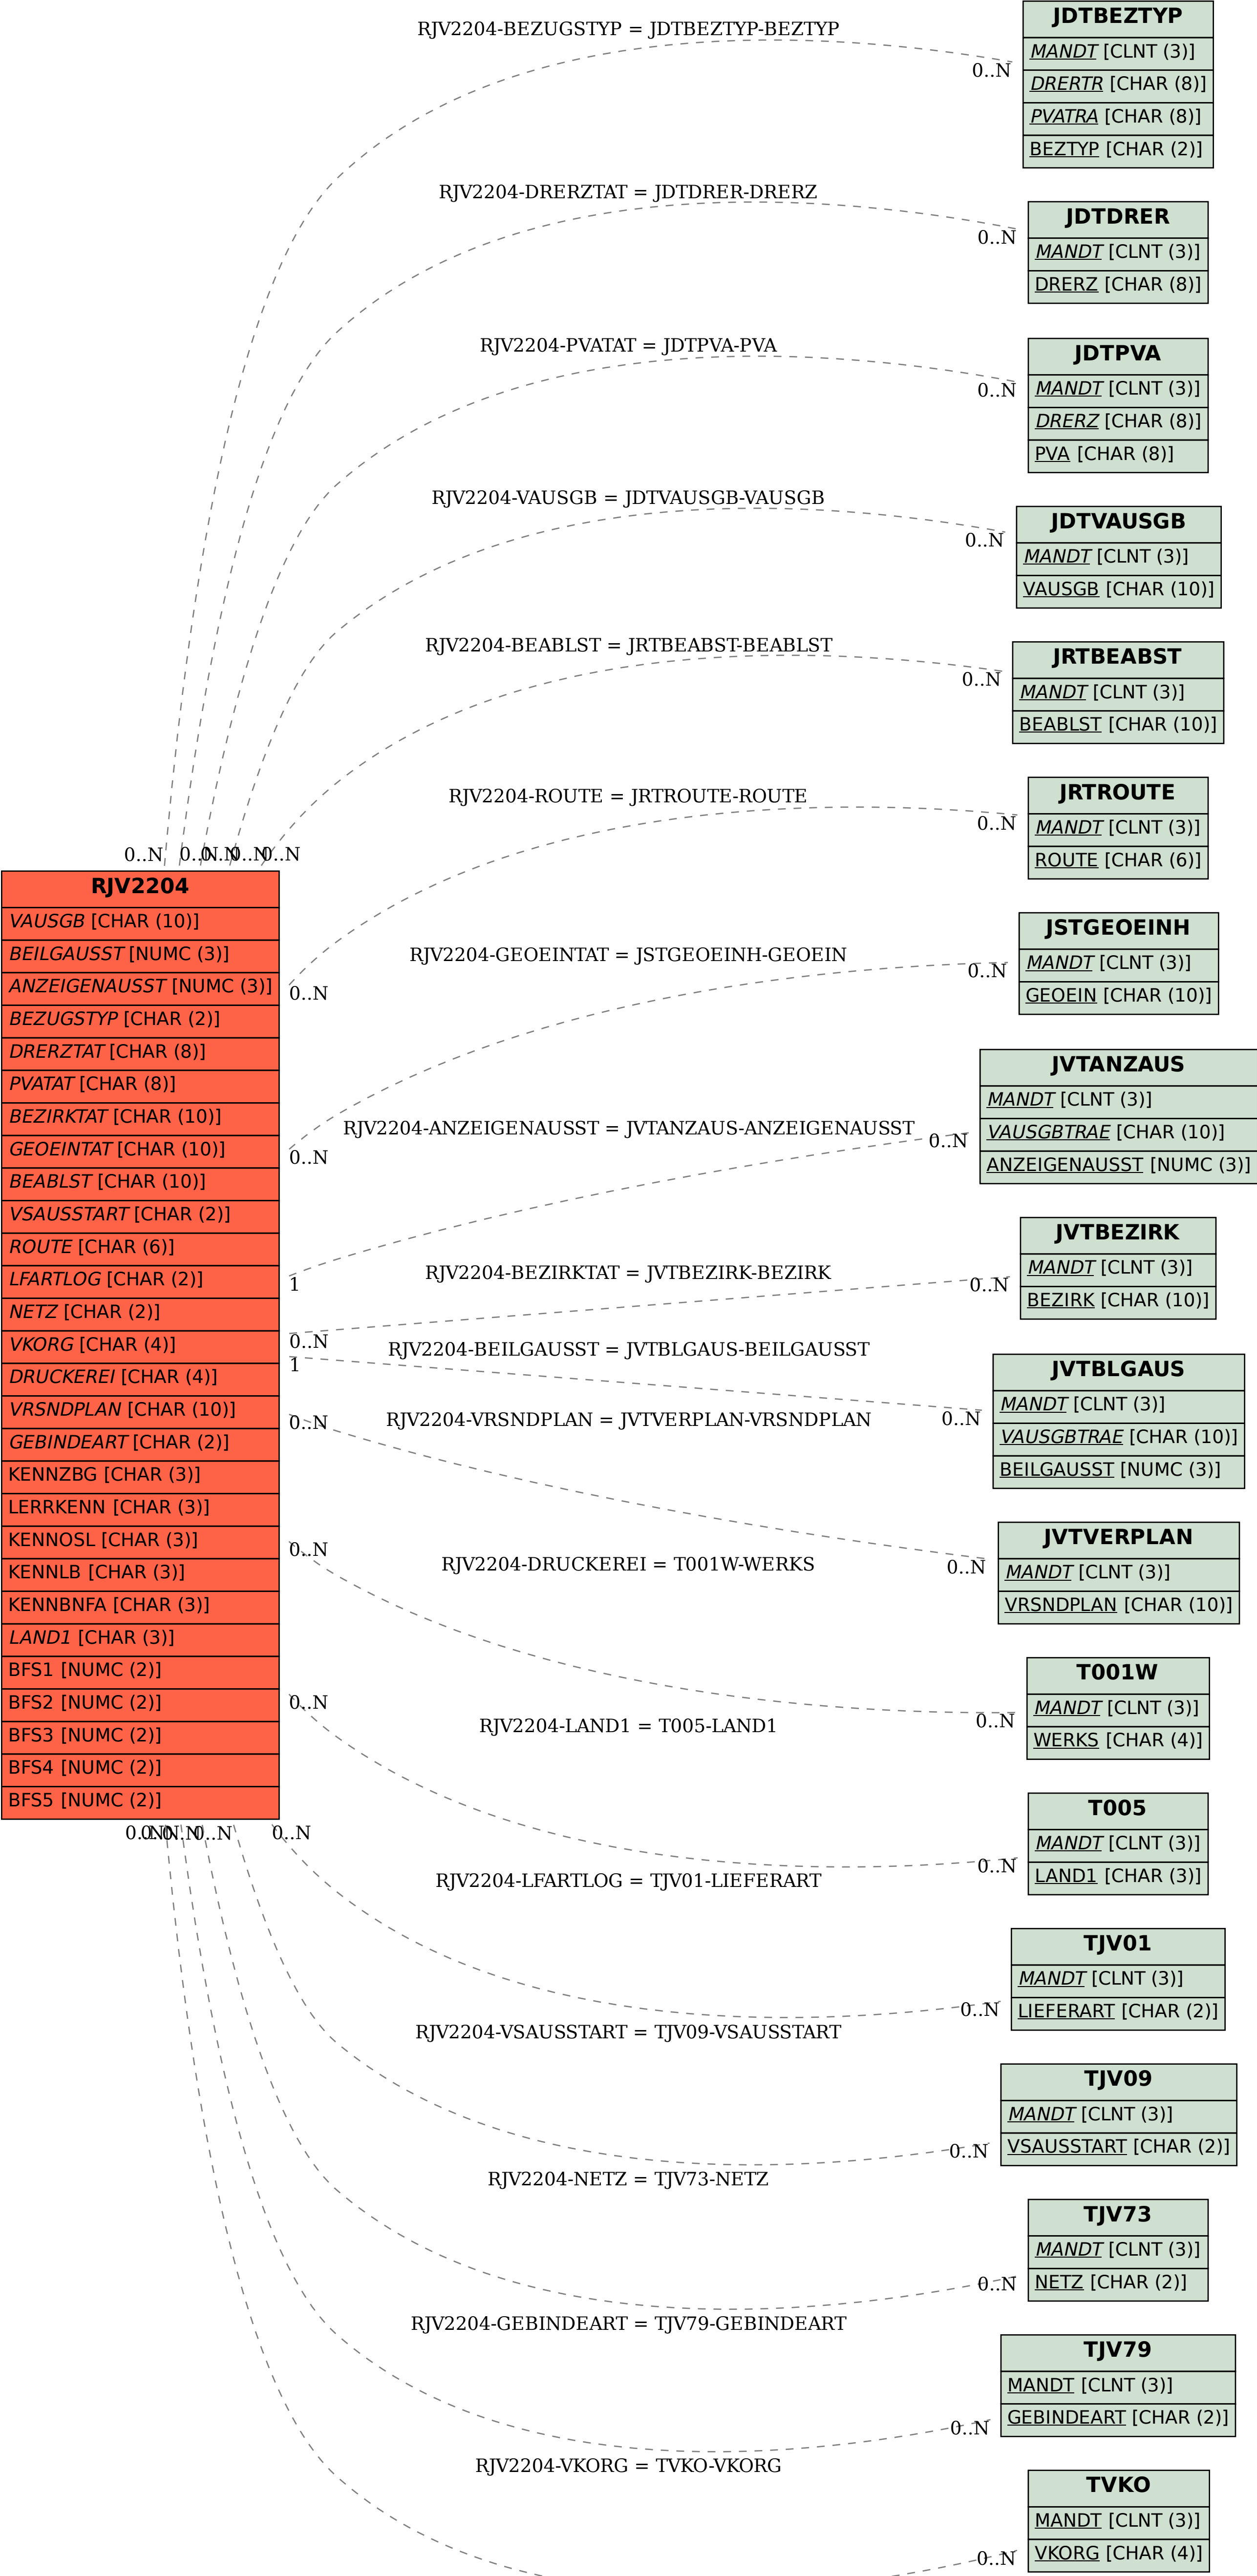 RJV2204-BEZUGSTYP = JDTBEZTYP-BEZTYP
0..N
JDTBEZTYP
MANDT [CLNT (3)]
DRERTR [CHAR (8)]
PVATRA [CHAR (8)]
BEZTYP [CHAR (2)]
RJV2204-DRERZTAT = JDTDRER-DRERZ
0..N
JDTDRER
MANDT [CLNT (3)]
DRERZ [CHAR (8)]
RJV2204-PVATAT = JDTPVA-PVA
0..N
JDTPVA
MANDT [CLNT (3)]
DRERZ [CHAR (8)]
PVA [CHAR (8)]
RJV2204-VAUSGB = JDTVAUSGB-VAUSGB
0..N
JDTVAUSGB
MANDT [CLNT (3)]
VAUSGB [CHAR (10)]
RJV2204-BEABLST = JRTBEABST-BEABLST
0..N
JRTBEABST
MANDT [CLNT (3)]
BEABLST [CHAR (10)]
RJV2204-ROUTE = JRTROUTE-ROUTE
0..N
JRTROUTE
MANDT [CLNT (3)]
ROUTE [CHAR (6)]
0..N 0..N 0..N 0..N 0..N
RJV2204
VAUSGB [CHAR (10)]
BEILGAUSST [NUMC (3)]
ANZEIGENAUSST [NUMC (3)]
BEZUGSTYP [CHAR (2)]
DRERZTAT [CHAR (8)]
PVATAT [CHAR (8)]
BEZIRKTAT [CHAR (10)]
GEOEINTAT [CHAR (10)]
BEABLST [CHAR (10)]
VSAUSSTART [CHAR (2)]
ROUTE [CHAR (6)]
LFARTLOG [CHAR (2)]
NETZ [CHAR (2)]
VKORG [CHAR (4)]
DRUCKEREI [CHAR (4)]
VRSNDPLAN [CHAR (10)]
GEBINDEART [CHAR (2)]
KENNZBG [CHAR (3)]
LERRKENN [CHAR (3)]
KENNOSL [CHAR (3)]
KENNLB [CHAR (3)]
KENNBNFA [CHAR (3)]
LAND1 [CHAR (3)]
BFS1 [NUMC (2)]
BFS2 [NUMC (2)]
BFS3 [NUMC (2)]
BFS4 [NUMC (2)]
BFS5 [NUMC (2)]
0..N
RJV2204-GEOEINTAT = JSTGEOEINH-GEOEIN
0..N
JSTGEOEINH
MANDT [CLNT (3)]
GEOEIN [CHAR (10)]
0..N
RJV2204-ANZEIGENAUSST = JVTANZAUS-ANZEIGENAUSST
0..N
JVTANZAUS
MANDT [CLNT (3)]
VAUSGBTRAE [CHAR (10)]
ANZEIGENAUSST [NUMC (3)]
1
RJV2204-BEZIRKTAT = JVTBEZIRK-BEZIRK
0..N
JVTBEZIRK
MANDT [CLNT (3)]
BEZIRK [CHAR (10)]
0..N
1
RJV2204-BEILGAUSST = JVTBLGAUS-BEILGAUSST
0..N
JVTBLGAUS
MANDT [CLNT (3)]
VAUSGBTRAE [CHAR (10)]
BEILGAUSST [NUMC (3)]
0..N
RJV2204-VRSNDPLAN = JVTVERPLAN-VRSNDPLAN
0..N
JVTVERPLAN
MANDT [CLNT (3)]
VRSNDPLAN [CHAR (10)]
0..N
RJV2204-DRUCKEREI = T001W-WERKS
0..N
T001W
MANDT [CLNT (3)]
WERKS [CHAR (4)]
0..N
RJV2204-LAND1 = T005-LAND1
0..N
T005
MANDT [CLNT (3)]
LAND1 [CHAR (3)]
0..N 0..N 0..N 0..N 0..N
RJV2204-LFARTLOG = TJV01-LIEFERART
0..N
TJV01
MANDT [CLNT (3)]
LIEFERART [CHAR (2)]
RJV2204-VSAUSSTART = TJV09-VSAUSSTART
0..N
TJV09
MANDT [CLNT (3)]
VSAUSSTART [CHAR (2)]
RJV2204-NETZ = TJV73-NETZ
0..N
TJV73
MANDT [CLNT (3)]
NETZ [CHAR (2)]
RJV2204-GEBINDEART = TJV79-GEBINDEART
0..N
TJV79
MANDT [CLNT (3)]
GEBINDEART [CHAR (2)]
RJV2204-VKORG = TVKO-VKORG
0..N
TVKO
MANDT [CLNT (3)]
VKORG [CHAR (4)]